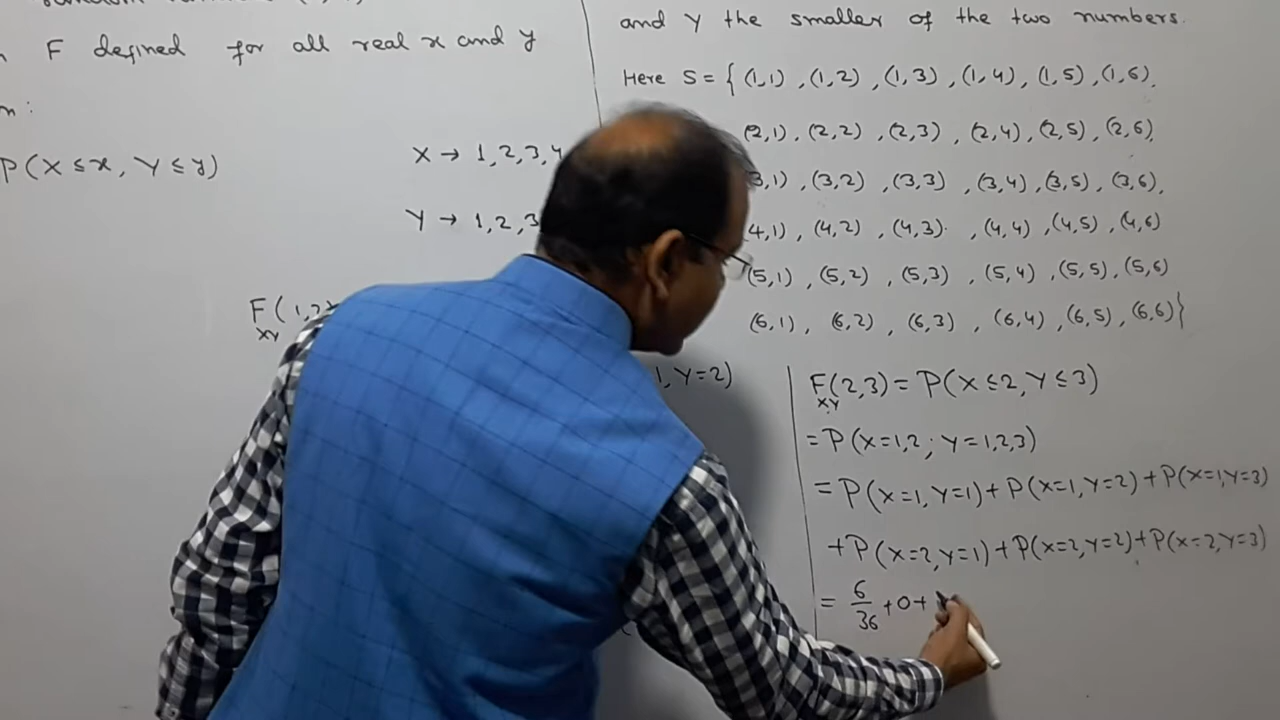 F defined for all real x and y
P(X≤x, Y≤y)
X → 1,2,3,4
Y → 1,2,3
F(1,2)
XY
and Y the smaller of the two numbers.
Here S = { (1,1) , (1,2) , (1,3) , (1,4) , (1,5) , (1,6) ,
(2,1) , (2,2) , (2,3) , (2,4) , (2,5) , (2,6) ,
3,1) , (3,2) , (3,3) , (3,4) , (3,5) , (3,6) ,
4,1) , (4,2) , (4,3) , (4,4) , (4,5) , (4,6)
(5,1) , (5,2) , (5,3) , (5,4) , (5,5) , (5,6)
(6,1) , (6,2) , (6,3) , (6,4) , (6,5) , (6,6) }
1, Y=2)
F(2,3) = P(X≤2, Y≤3)
XY
= P(X=1,2 ; Y=1,2,3)
= P(X=1, Y=1) + P(X=1, Y=2) + P(X=1, Y=3)
+ P(X=2, Y=1) + P(X=2, Y=2) + P(X=2, Y=3)
= 6/36 + 0 +